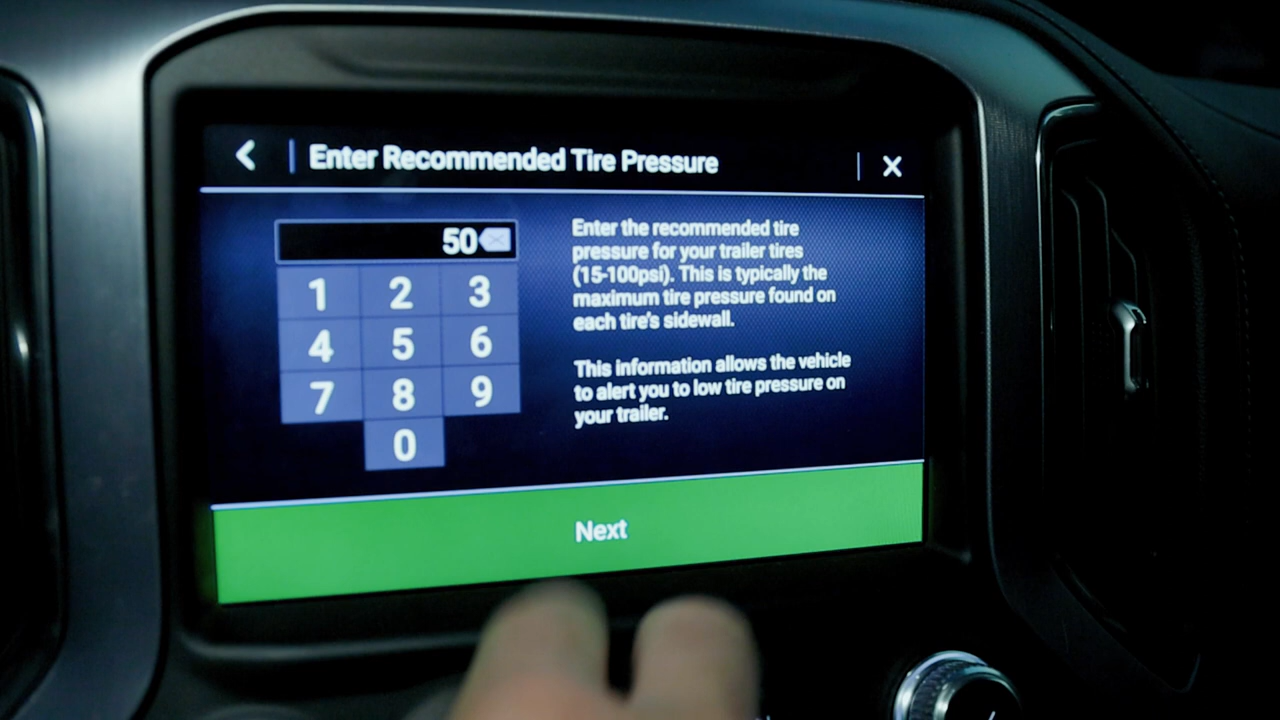 Enter Recommended Tire Pressure
50
1 2 3
4 5 6
7 8 9
0
Enter the recommended tire
pressure for your trailer tires
(15-100psi). This is typically the
maximum tire pressure found on
each tire's sidewall.
This information allows the vehicle
to alert you to low tire pressure on
your trailer.
Next